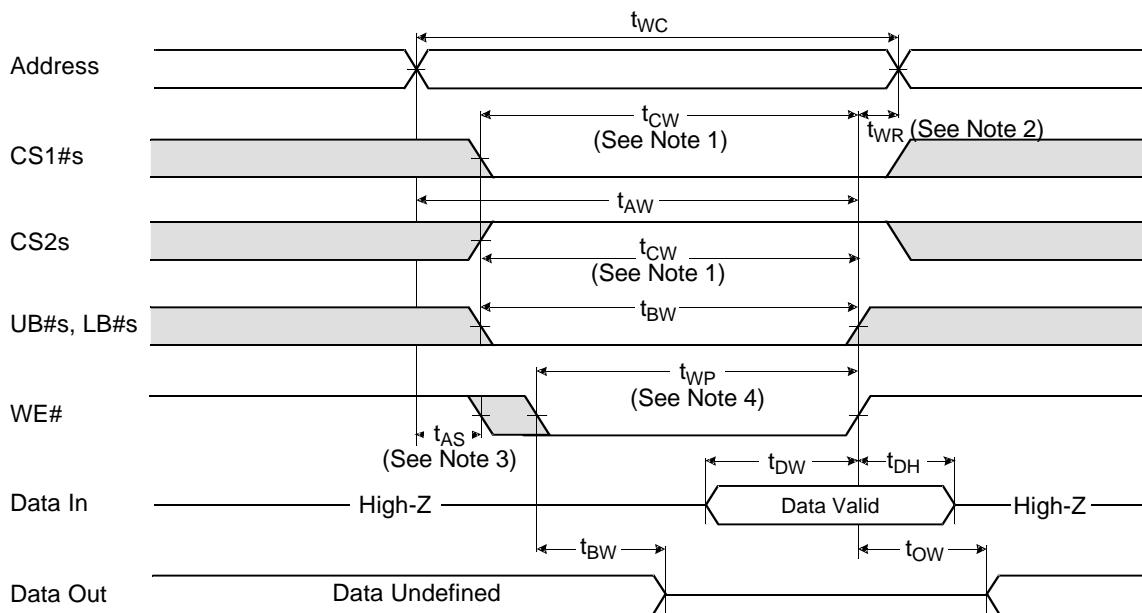 tWC
Address
tCW
(See Note 1)
tWR (See Note 2)
CS1#s
tAW
CS2s
tCW
(See Note 1)
tBW
UB#s, LB#s
tWP
(See Note 4)
WE#
tAS
(See Note 3)
tDW
tDH
Data In
High-Z
Data Valid
High-Z
tBW
tOW
Data Out
Data Undefined